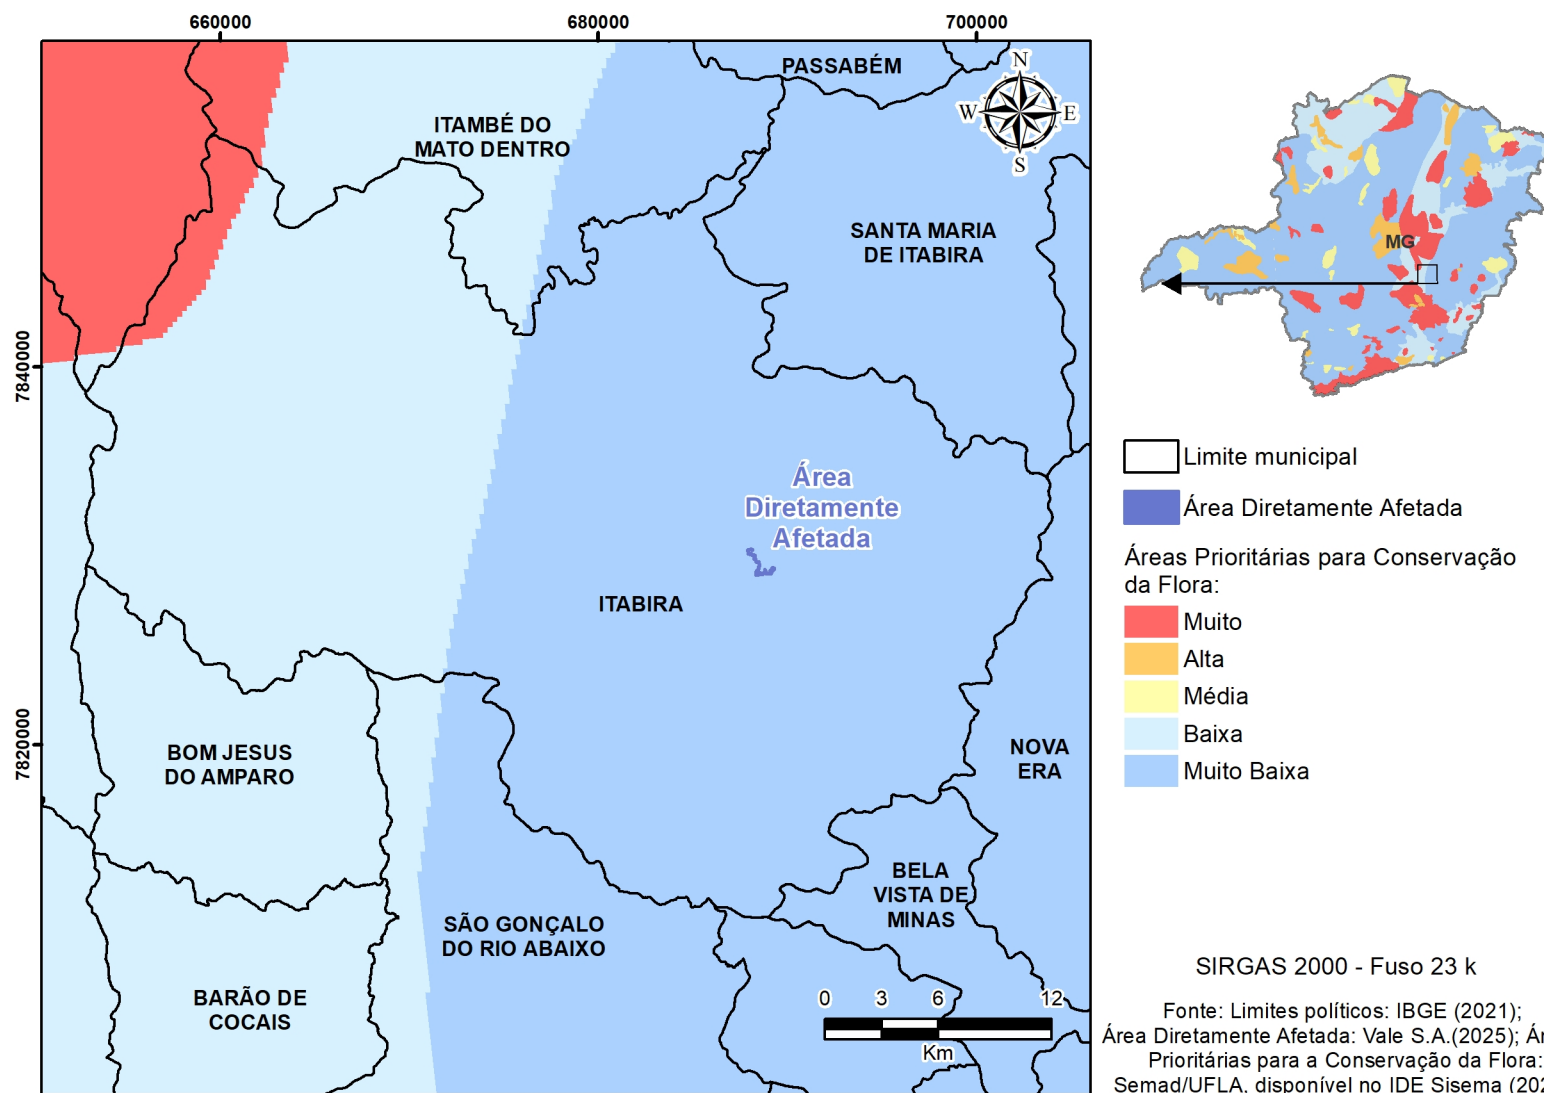 660000
680000
700000
7840000
7820000
PASSABÉM
ITAMBÉ DO
MATO DENTRO
N
W
E
S
SANTA MARIA
DE ITABIRA
Área
Diretamente
Afetada
ITABIRA
BOM JESUS
DO AMPARO
NOVA
ERA
BELA
VISTA DE
MINAS
SÃO GONÇALO
DO RIO ABAIXO
BARÃO DE
COCAIS
0 3 6 12
Km
MG
Limite municipal
Área Diretamente Afetada
Áreas Prioritárias para Conservação
da Flora:
Muito
Alta
Média
Baixa
Muito Baixa
SIRGAS 2000 - Fuso 23 k
Fonte: Limites políticos: IBGE (2021);
Área Diretamente Afetada: Vale S.A.(2025);
Prioritárias para a Conservação da Flora:
Semad/UFLA, disponível no IDE Sisema